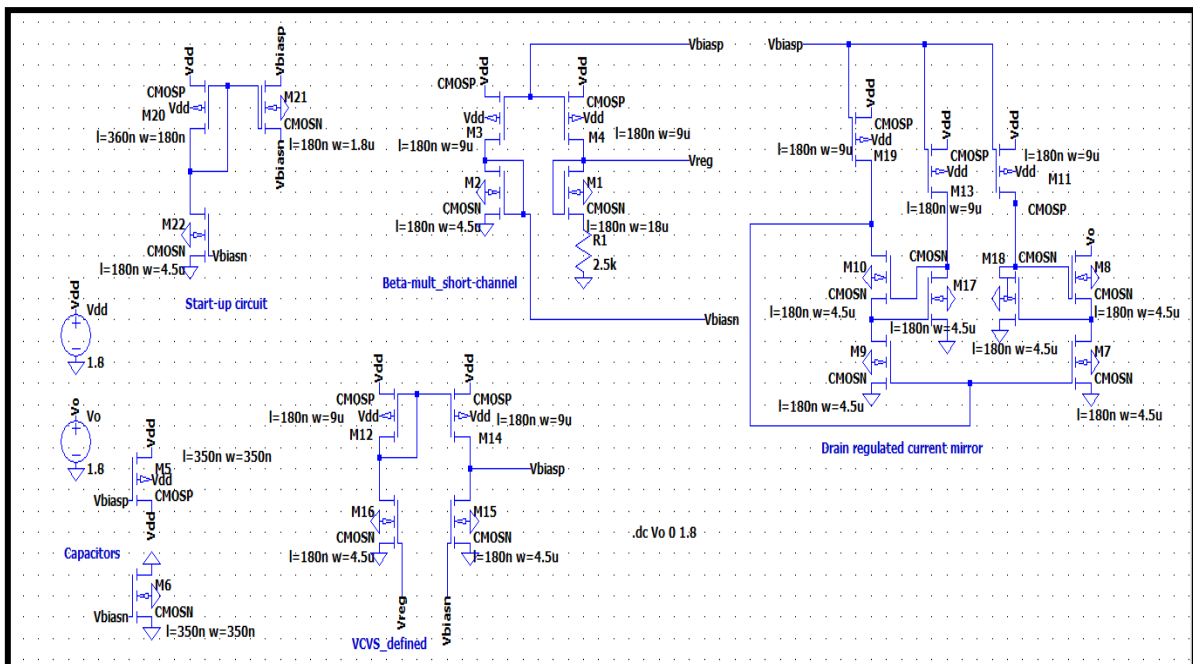 Vdd
CMOSP
Vdd
M20
l=360n w=180n
Vbiasp
M21
CMOSN
l=180n w=1.8u
Vbiasn
M22
CMOSN
Vbiasn
l=180n w=4.5u
Start-up circuit
Vdd
Vdd
1.8
Vo
Vo
1.8
Vdd
l=350n w=350n
M5
Vdd
Vbiasp
CMOSP
Vdd
Capacitors
M6
Vbiasn
CMOSN
l=350n w=350n
Vbiasp
Vdd
CMOSP
Vdd
M3
l=180n w=9u
Vdd
CMOSP
Vdd
l=180n w=9u
M4
Vreg
M2
CMOSN
l=180n w=4.5u
M1
CMOSN
l=180n w=18u
R1
2.5k
Beta-mult_short-channel
Vbiasn
Vdd
CMOSP
l=180n w=9u
Vdd
M12
Vdd
CMOSP
Vdd
l=180n w=9u
M14
Vbiasp
M16
CMOSN
l=180n w=4.5u
M15
CMOSN
l=180n w=4.5u
Vreg
Vbiasn
VCVS_defined
.dc Vo 0 1.8
Vbiasp
Vdd
CMOSP
Vdd
l=180n w=9u
M19
Vdd
CMOSP
Vdd
M13
l=180n w=9u
Vdd
l=180n w=9u
Vdd
M11
CMOSP
Vo
M10
CMOSN
l=180n w=4.5u
CMOSN
M17
l=180n w=4.5u
M18
CMOSN
l=180n w=4.5u
M8
CMOSN
l=180n w=4.5u
M9
CMOSN
l=180n w=4.5u
M7
CMOSN
l=180n w=4.5u
Drain regulated current mirror